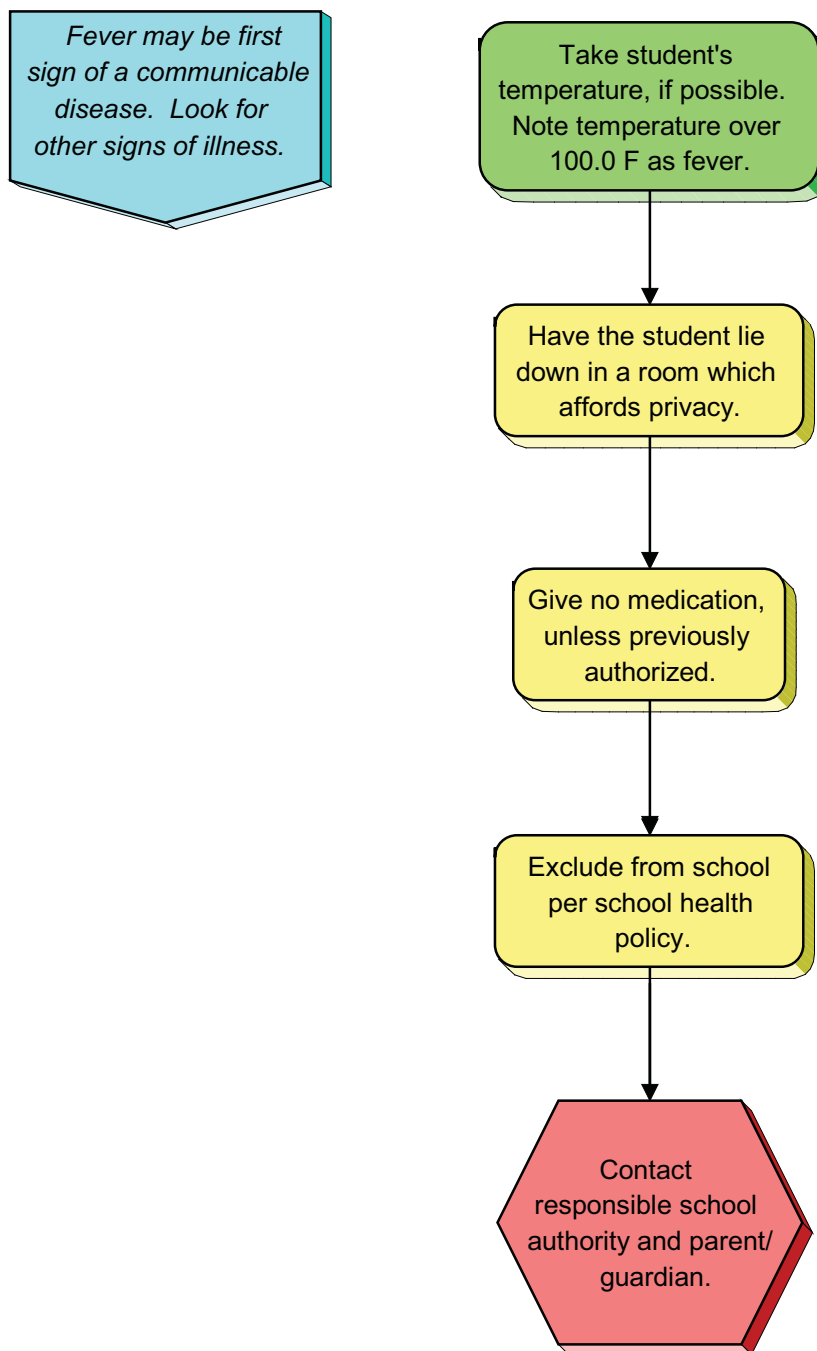 Fever may be first
sign of a communicable
disease.  Look for
other signs of illness.
Take student's
temperature, if possible.
Note temperature over
100.0 F as fever.
Have the student lie
down in a room which
affords privacy.
Give no medication,
unless previously
authorized.
Exclude from school
per school health
policy.
Contact
responsible school
authority and parent/
guardian.